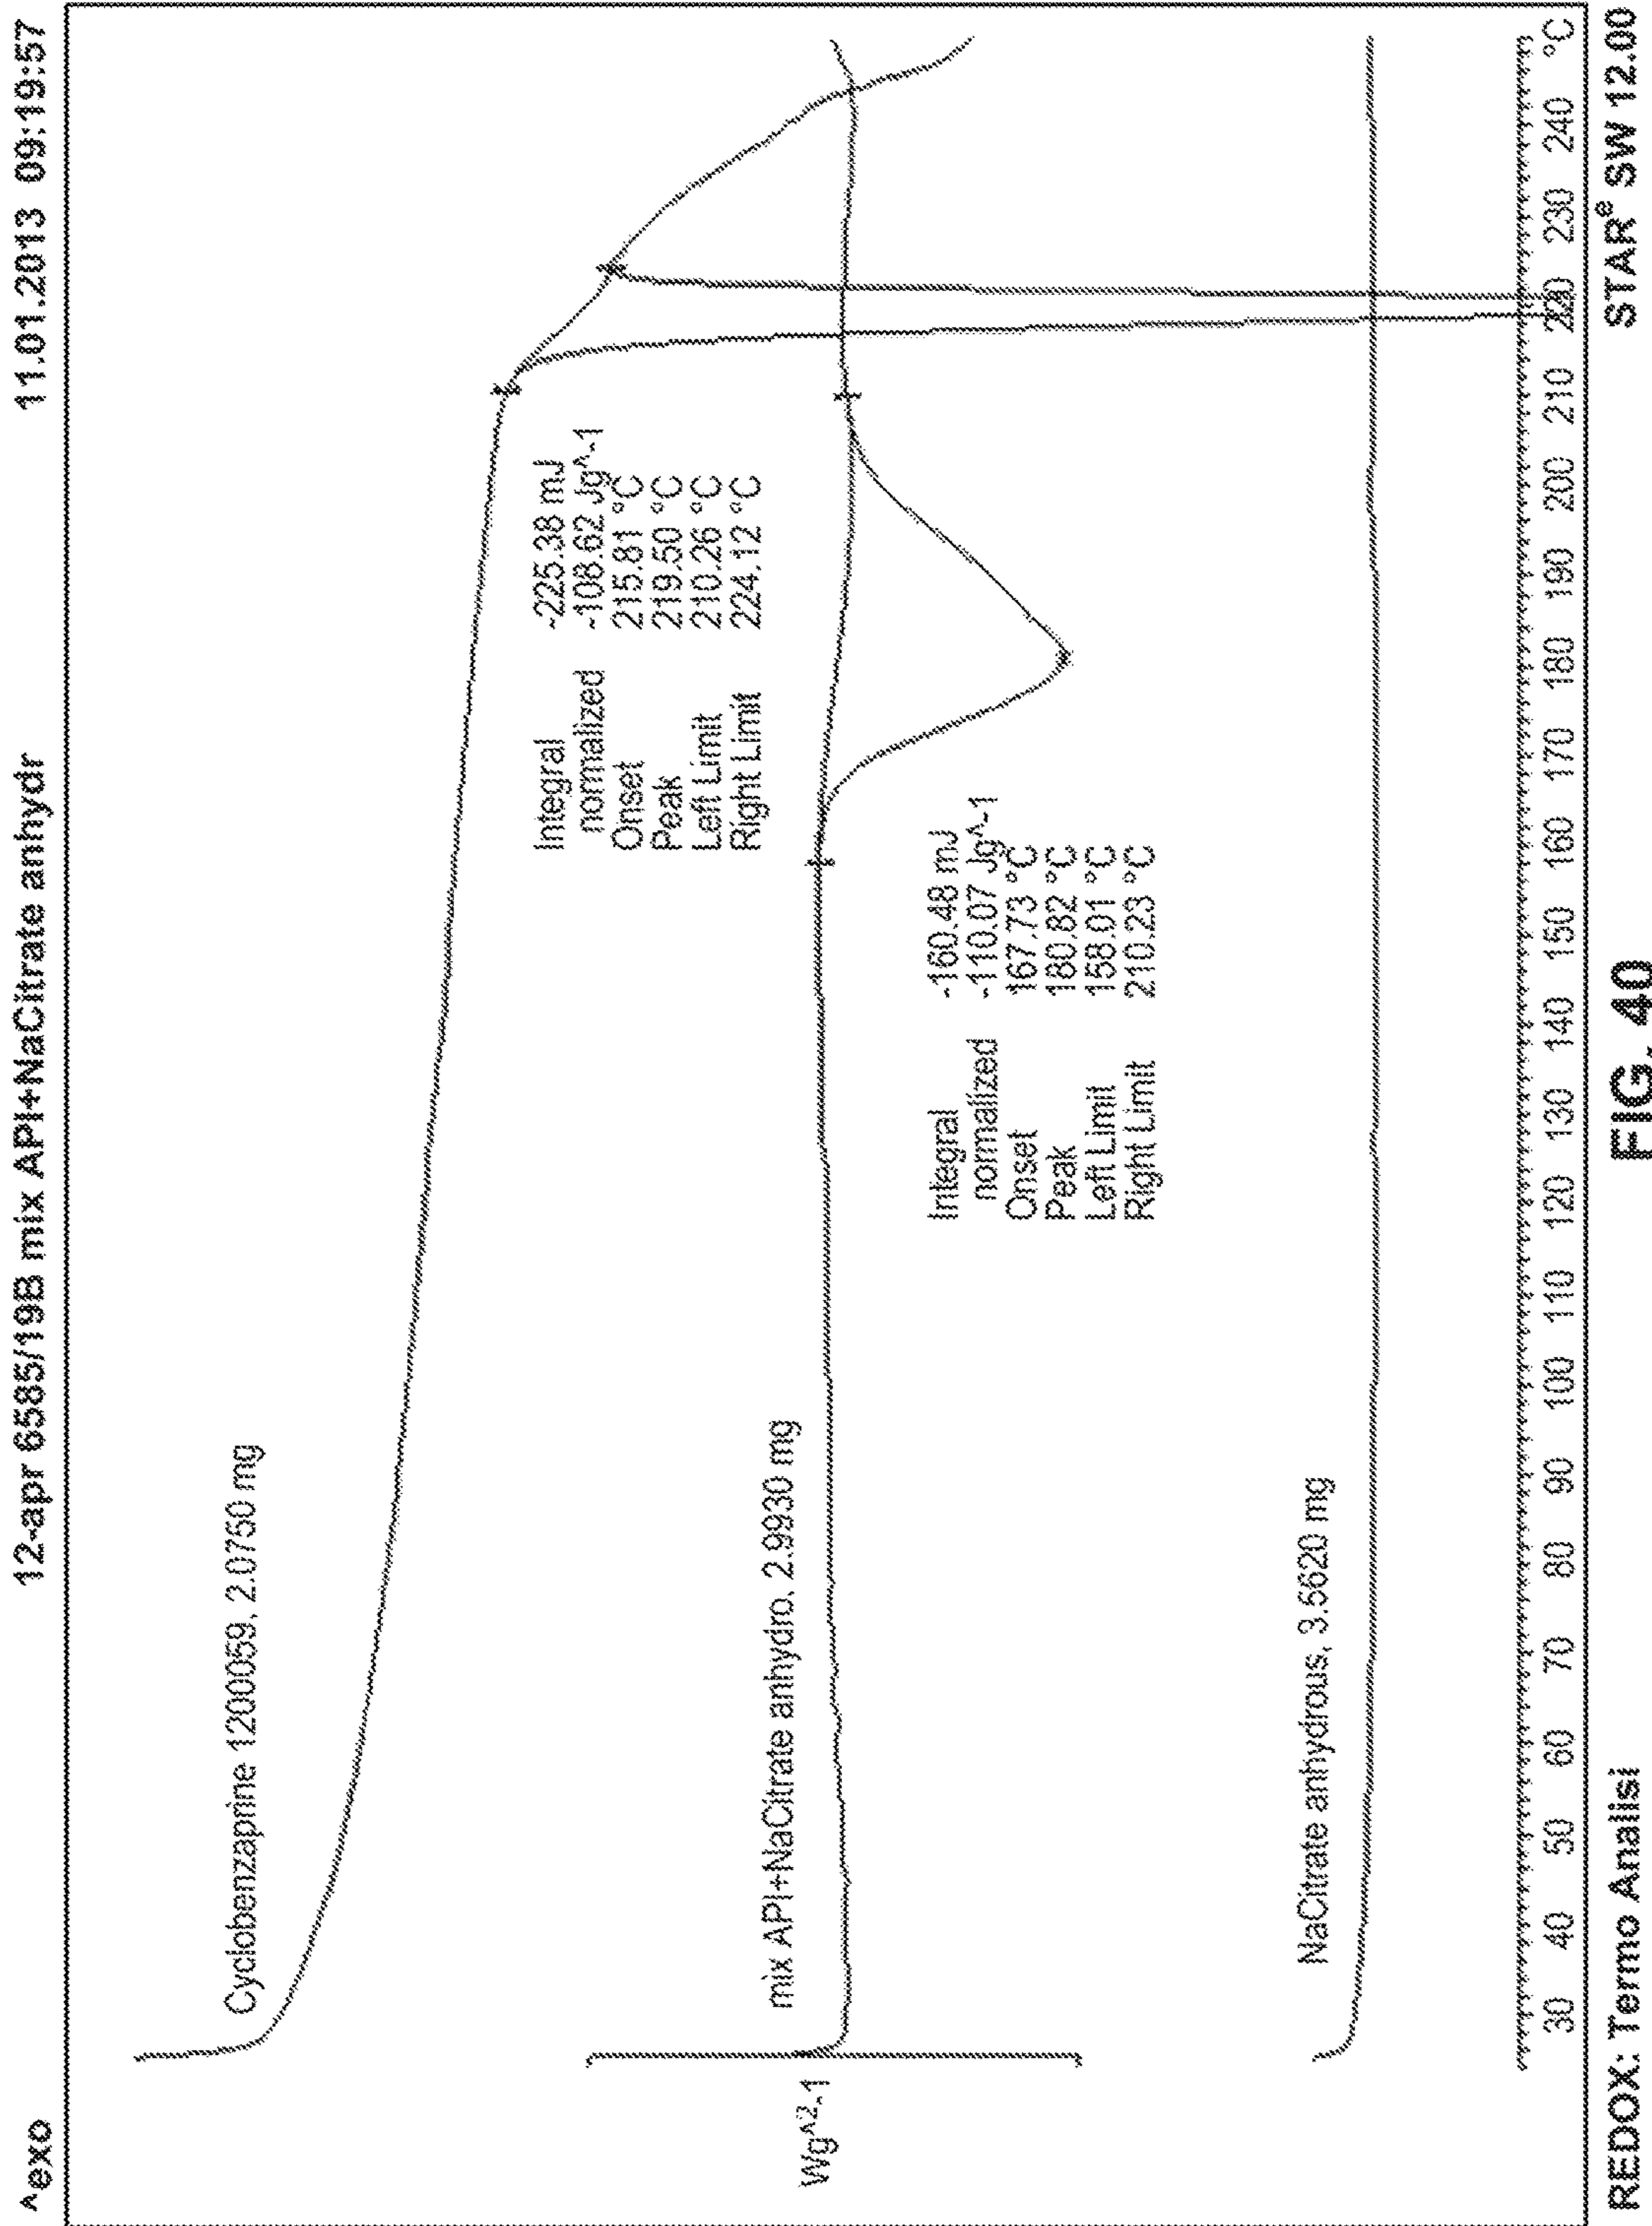 ^exo
12-apr 6585/19B mix API+NaCitrate anhydr
11.01.2013 09:19:57
Cyclobenzaprine 1200059, 2.0750 mg
Integral -225.38 mJ
normalized -108.62 Jg^-1
Onset 215.81 °C
Peak 219.50 °C
Left Limit 210.26 °C
Right Limit 224.12 °C
mix API+NaCitrate anhydro, 2.9930 mg
Wg^2-1
Integral -160.48 mJ
normalized -110.07 Jg^-1
Onset 167.73 °C
Peak 180.82 °C
Left Limit 158.01 °C
Right Limit 210.23 °C
NaCitrate anhydrous, 3.5620 mg
30 40 50 60 70 80 90 100 110 120 130 140 150 160 170 180 190 200 210 220 230 240 °C
REDOX: Termo Analisi
STARe SW 12.00
FIG. 40